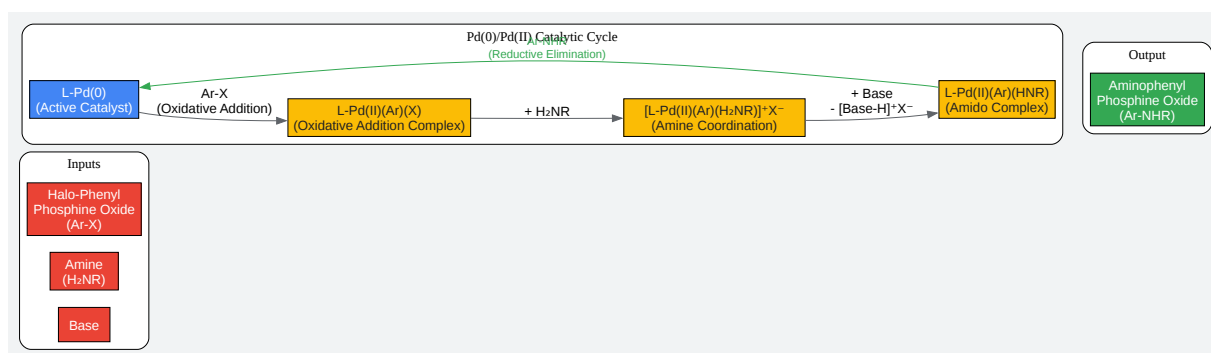 Pd(0)/Pd(II) Catalytic Cycle
Ar-NHR
(Reductive Elimination)
L-Pd(0)
(Active Catalyst)
Ar-X
(Oxidative Addition)
L-Pd(II)(Ar)(X)
(Oxidative Addition Complex)
+ H₂NR
[L-Pd(II)(Ar)(H₂NR)]⁺X⁻
(Amine Coordination)
+ Base
- [Base-H]⁺X⁻
L-Pd(II)(Ar)(HNR)
(Amido Complex)
Output
Aminophenyl
Phosphine Oxide
(Ar-NHR)
Inputs
Halo-Phenyl
Phosphine Oxide
(Ar-X)
Amine
(H₂NR)
Base